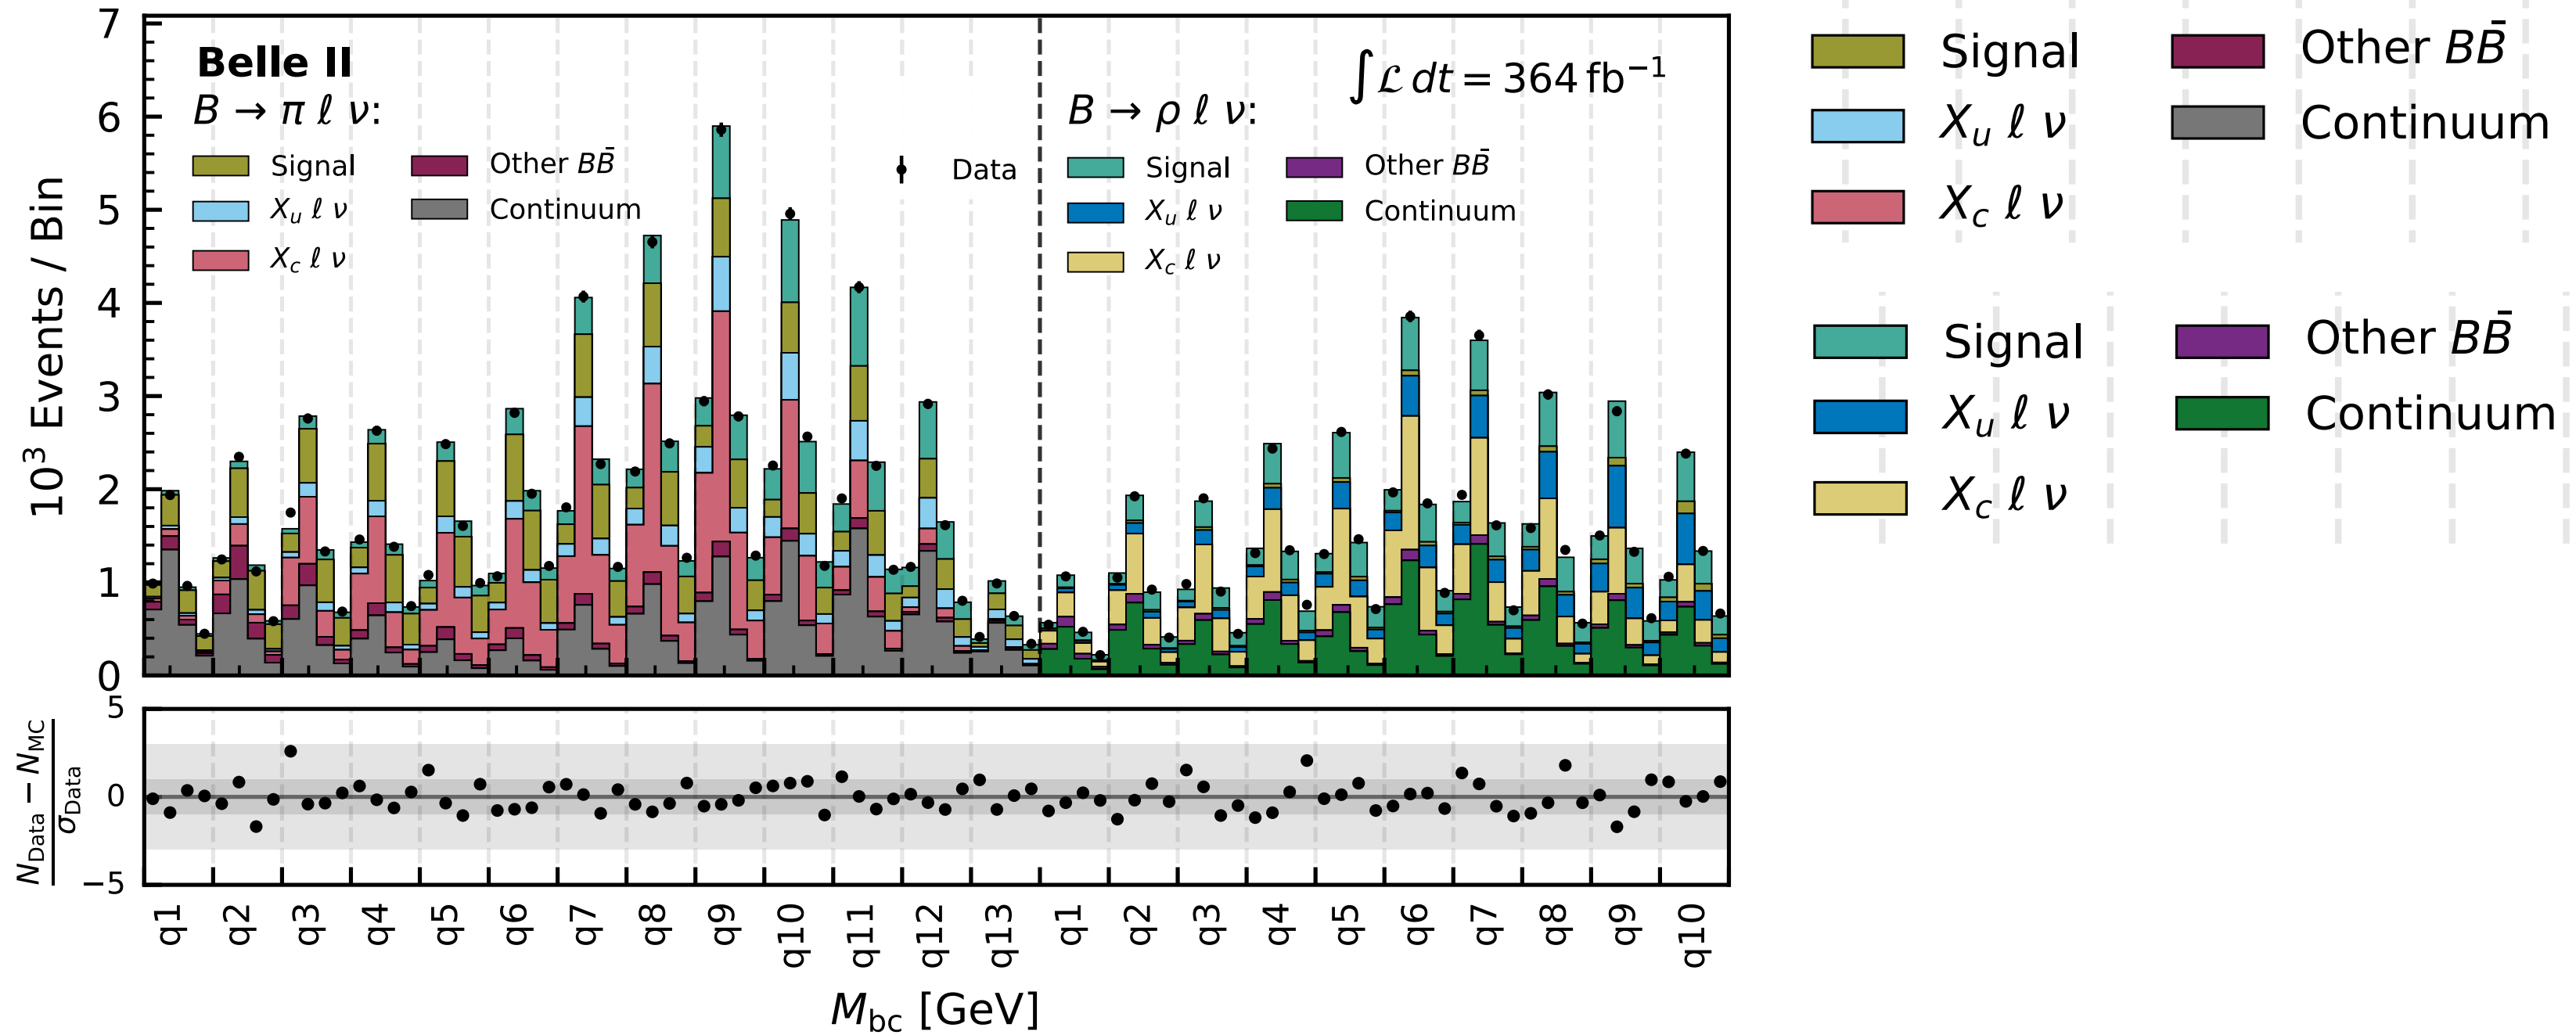 Belle II
∫ℒ dt = 364 fb⁻¹
B → π ℓ ν:
Signal
X_u ℓ ν
X_c ℓ ν
Other BB̄
Continuum
Data
B → ρ ℓ ν:
Signal
X_u ℓ ν
X_c ℓ ν
Other BB̄
Continuum
10³ Events / Bin
7
6
5
4
3
2
1
0
N_Data − N_MC
σ_Data
5
0
−5
q1 q2 q3 q4 q5 q6 q7 q8 q9 q10 q11 q12 q13 q1 q2 q3 q4 q5 q6 q7 q8 q9 q10
M_bc [GeV]
Signal
X_u ℓ ν
X_c ℓ ν
Other BB̄
Continuum
Signal
X_u ℓ ν
X_c ℓ ν
Other BB̄
Continuum